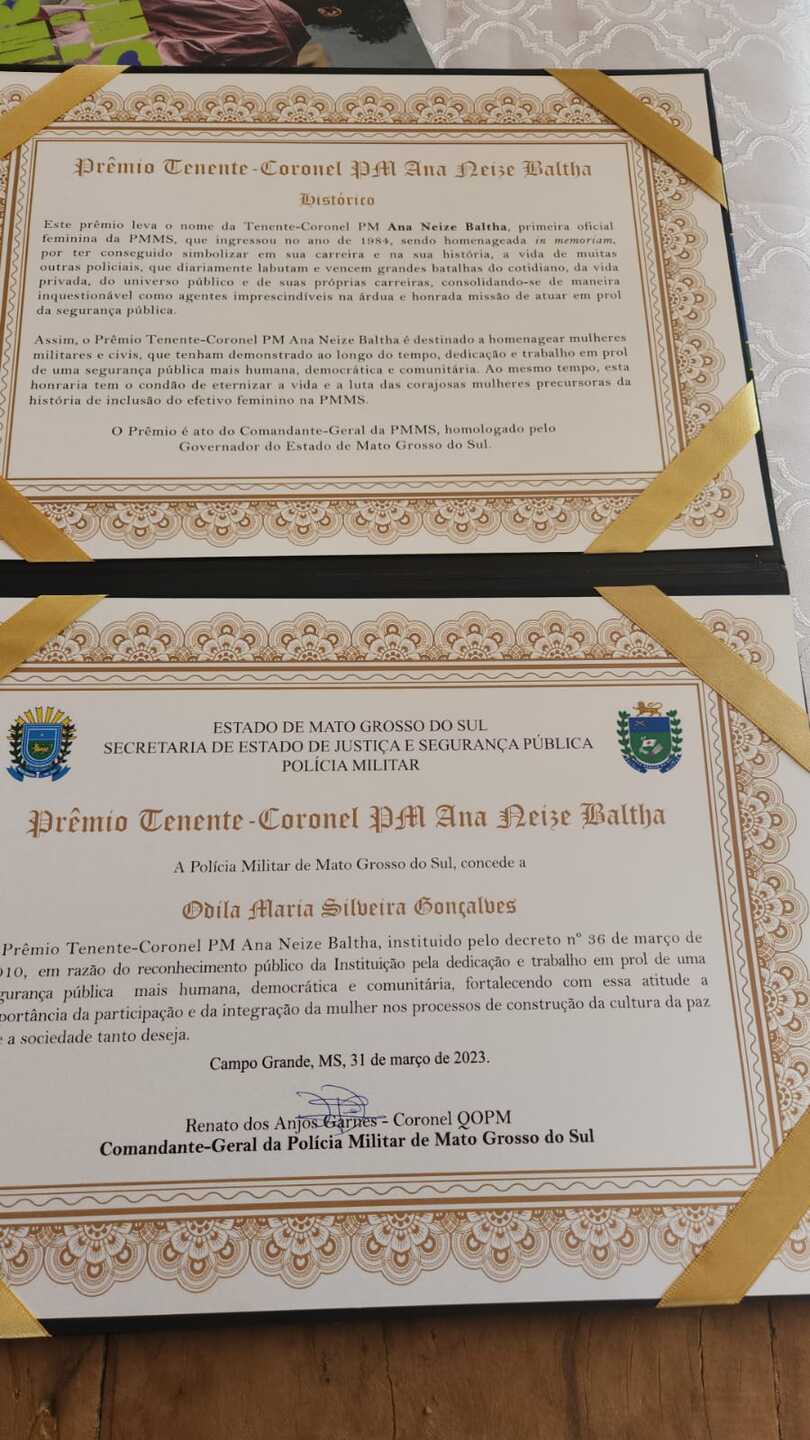 Prêmio Tenente-Coronel PM Ana Neize Baltha
Histórico
Este prêmio leva o nome da Tenente-Coronel PM Ana Neize Baltha, primeira oficial
feminina da PMMS, que ingressou no ano de 1984, sendo homenageada in memoriam,
por ter conseguido simbolizar em sua carreira e na sua história, a vida de muitas
outras policiais, que diariamente labutam e vencem grandes batalhas do cotidiano, da vida
privada, do universo público e de suas próprias carreiras, consolidando-se de maneira
inquestionável como agentes imprescindíveis na árdua e honrada missão de atuar em prol
da segurança pública.
Assim, o Prêmio Tenente-Coronel PM Ana Neize Baltha é destinado a homenagear mulheres
militares e civis, que tenham demonstrado ao longo do tempo, dedicação e trabalho em prol
de uma segurança pública mais humana, democrática e comunitária. Ao mesmo tempo, esta
honraria tem o condão de eternizar a vida e a luta das corajosas mulheres precursoras da
história de inclusão do efetivo feminino na PMMS.
O Prêmio é ato do Comandante-Geral da PMMS, homologado pelo
Governador do Estado de Mato Grosso do Sul.
ESTADO DE MATO GROSSO DO SUL
SECRETARIA DE ESTADO DE JUSTIÇA E SEGURANÇA PÚBLICA
POLÍCIA MILITAR
Prêmio Tenente-Coronel PM Ana Neize Baltha
A Polícia Militar de Mato Grosso do Sul, concede a
Odila Maria Silveira Gonçalves
Prêmio Tenente-Coronel PM Ana Neize Baltha, instituido pelo decreto nº 36 de março de
010, em razão do reconhecimento público da Instituição pela dedicação e trabalho em prol de uma
gurança pública mais humana, democrática e comunitária, fortalecendo com essa atitude a
portância da participação e da integração da mulher nos processos de construção da cultura da paz
e a sociedade tanto deseja.
Campo Grande, MS, 31 de março de 2023.
Renato dos Anjos Garnes - Coronel QOPM
Comandante-Geral da Polícia Militar de Mato Grosso do Sul